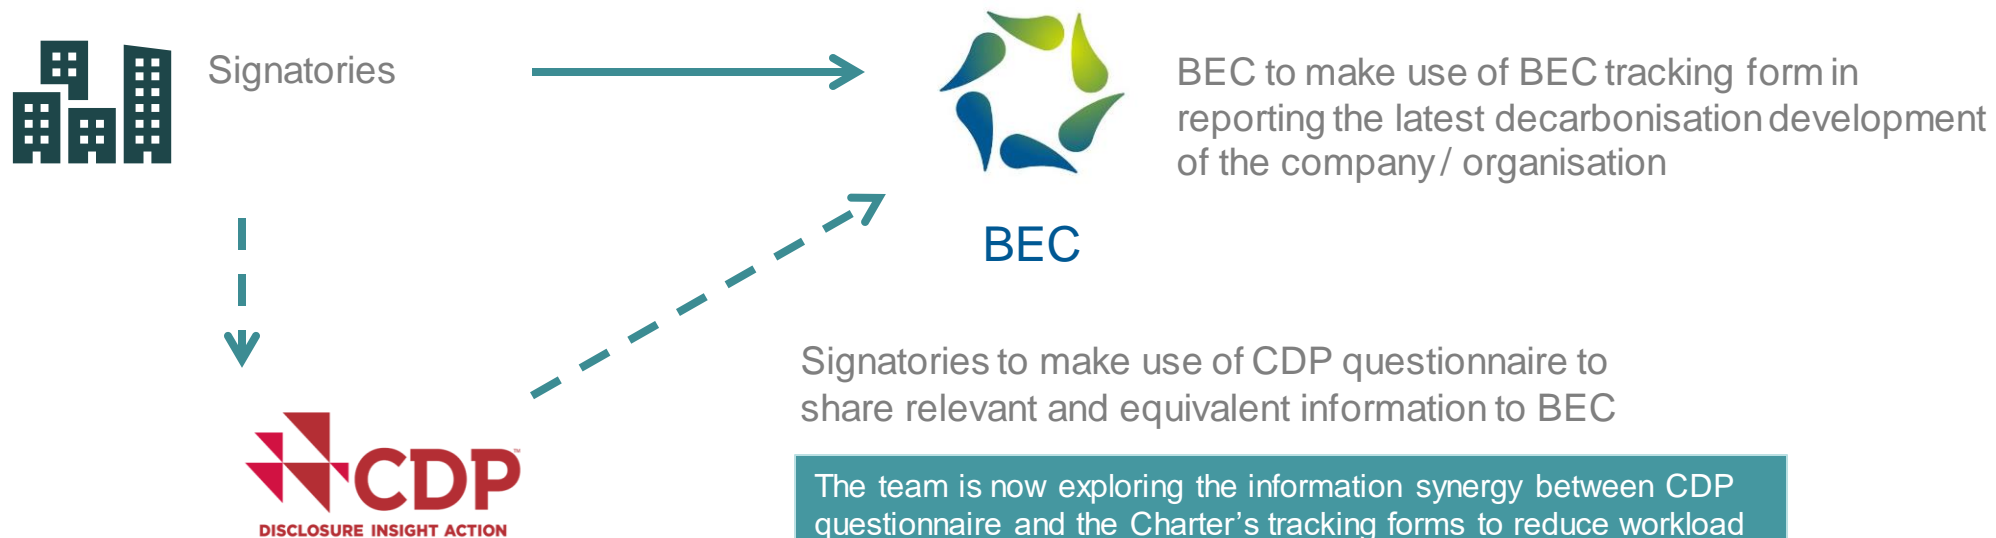 Signatories
BEC to make use of BEC tracking form in
reporting the latest decarbonisation development
of the company / organisation
BEC
Signatories to make use of CDP questionnaire to
share relevant and equivalent information to BEC
CDP
DISCLOSURE INSIGHT ACTION
The team is now exploring the information synergy between CDP
questionnaire and the Charter's tracking forms to reduce workload